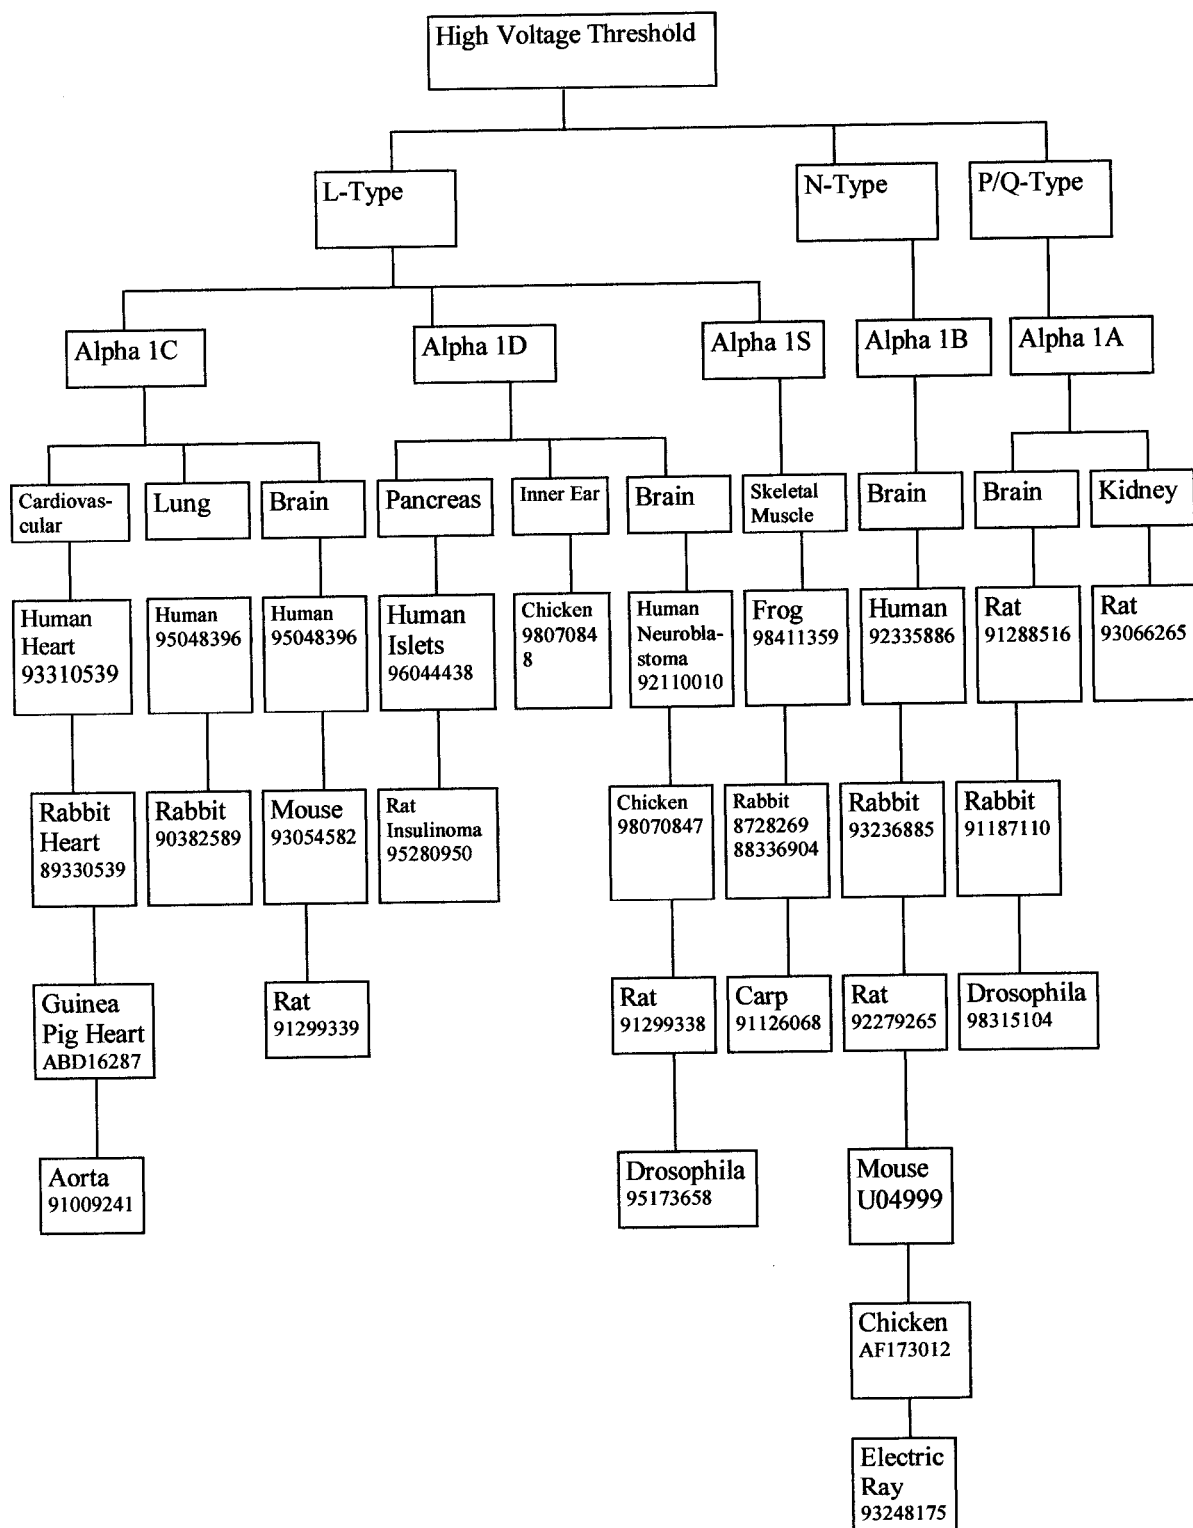 High Voltage Threshold
L-Type
N-Type
P/Q-Type
Alpha 1C
Alpha 1D
Alpha 1S
Alpha 1B
Alpha 1A
Cardiovas-
cular
Lung
Brain
Pancreas
Inner Ear
Brain
Skeletal
Muscle
Brain
Brain
Kidney
Human
Heart
93310539
Human
95048396
Human
95048396
Human
Islets
96044438
Chicken
9807084
8
Human
Neurobla-
stoma
92110010
Frog
98411359
Human
92335886
Rat
91288516
Rat
93066265
Rabbit
Heart
89330539
Rabbit
90382589
Mouse
93054582
Rat
Insulinoma
95280950
Chicken
98070847
Rabbit
8728269
88336904
Rabbit
93236885
Rabbit
91187110
Guinea
Pig Heart
ABD16287
Rat
91299339
Rat
91299338
Carp
91126068
Rat
92279265
Drosophila
98315104
Aorta
91009241
Drosophila
95173658
Mouse
U04999
Chicken
AF173012
Electric
Ray
93248175